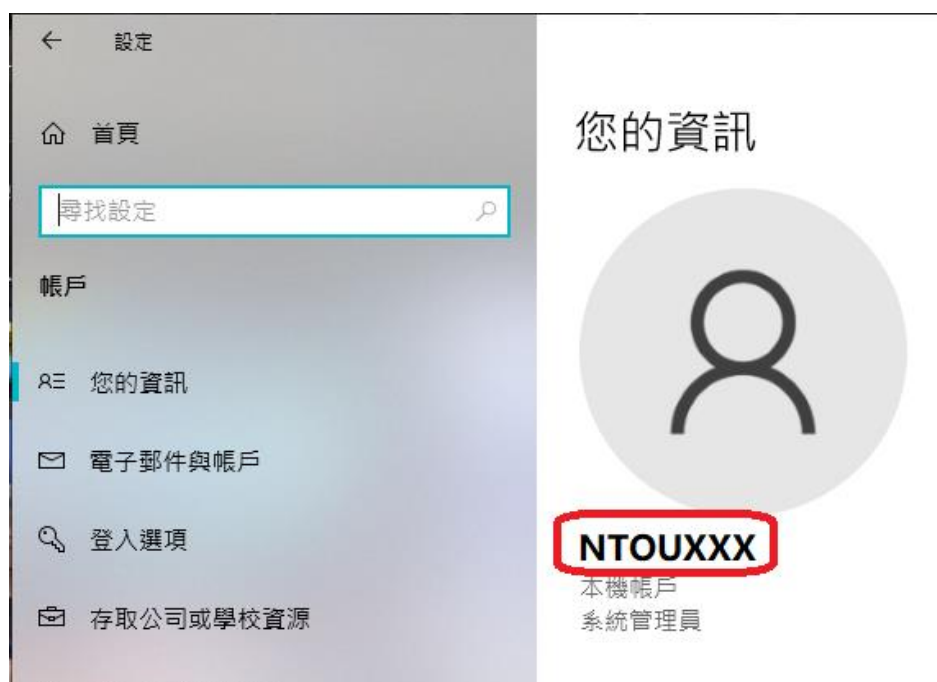 設定
首頁
尋找設定
帳戶
您的資訊
電子郵件與帳戶
登入選項
存取公司或學校資源
您的資訊
NTOUXXX
本機帳戶
系統管理員